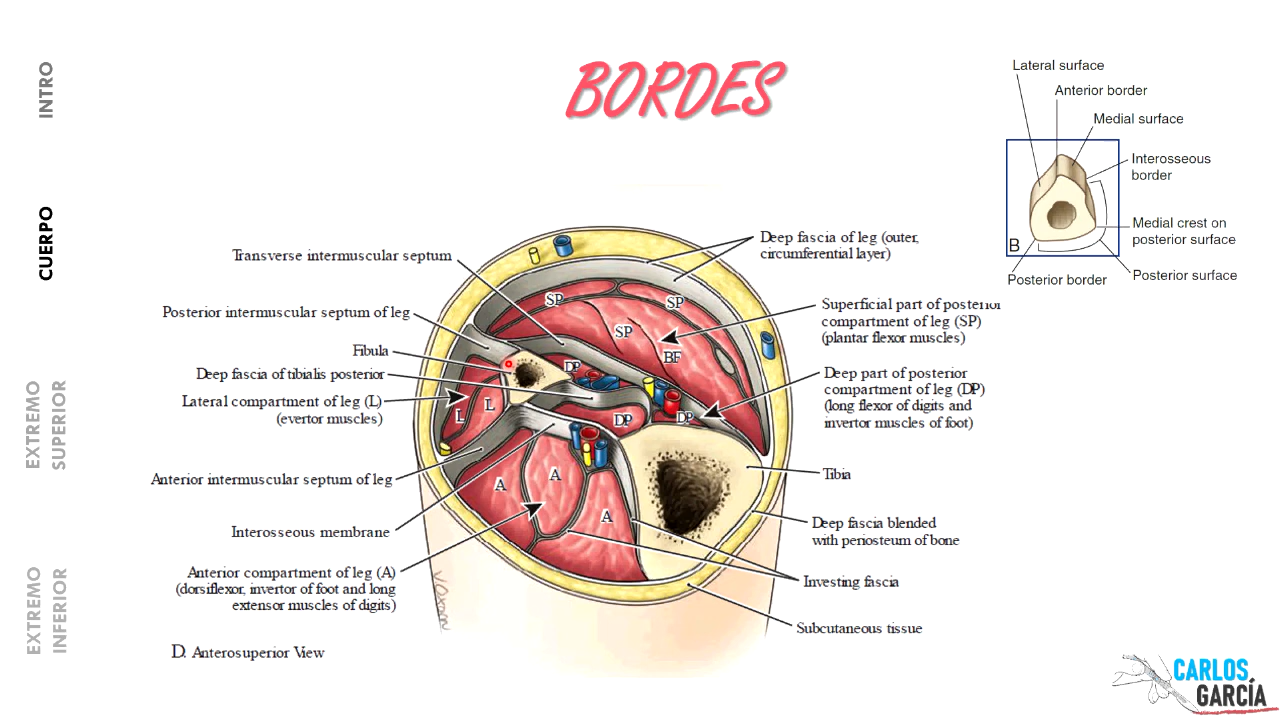 BORDES
INTRO
CUERPO
EXTREMO
SUPERIOR
EXTREMO
INFERIOR
Lateral surface
Anterior border
Medial surface
Interosseous
border
Medial crest on
posterior surface
Posterior surface
Posterior border
B
Transverse intermuscular septum
Posterior intermuscular septum of leg
Fibula
Deep fascia of tibialis posterior
Lateral compartment of leg (L)
(evertor muscles)
Anterior intermuscular septum of leg
Interosseous membrane
Anterior compartment of leg (A)
(dorsiflexor, invertor of foot and long
extensor muscles of digits)
D. Anterosuperior View
SP
SP
SP
BF
DP
DP
DP
L
L
A
A
A
Deep fascia of leg (outer,
circumferential layer)
Superficial part of posterior
compartment of leg (SP)
(plantar flexor muscles)
Deep part of posterior
compartment of leg (DP)
(long flexor of digits and
invertor muscles of foot)
Tibia
Deep fascia blended
with periosteum of bone
Investing fascia
Subcutaneous tissue
CARLOS
GARCÍA